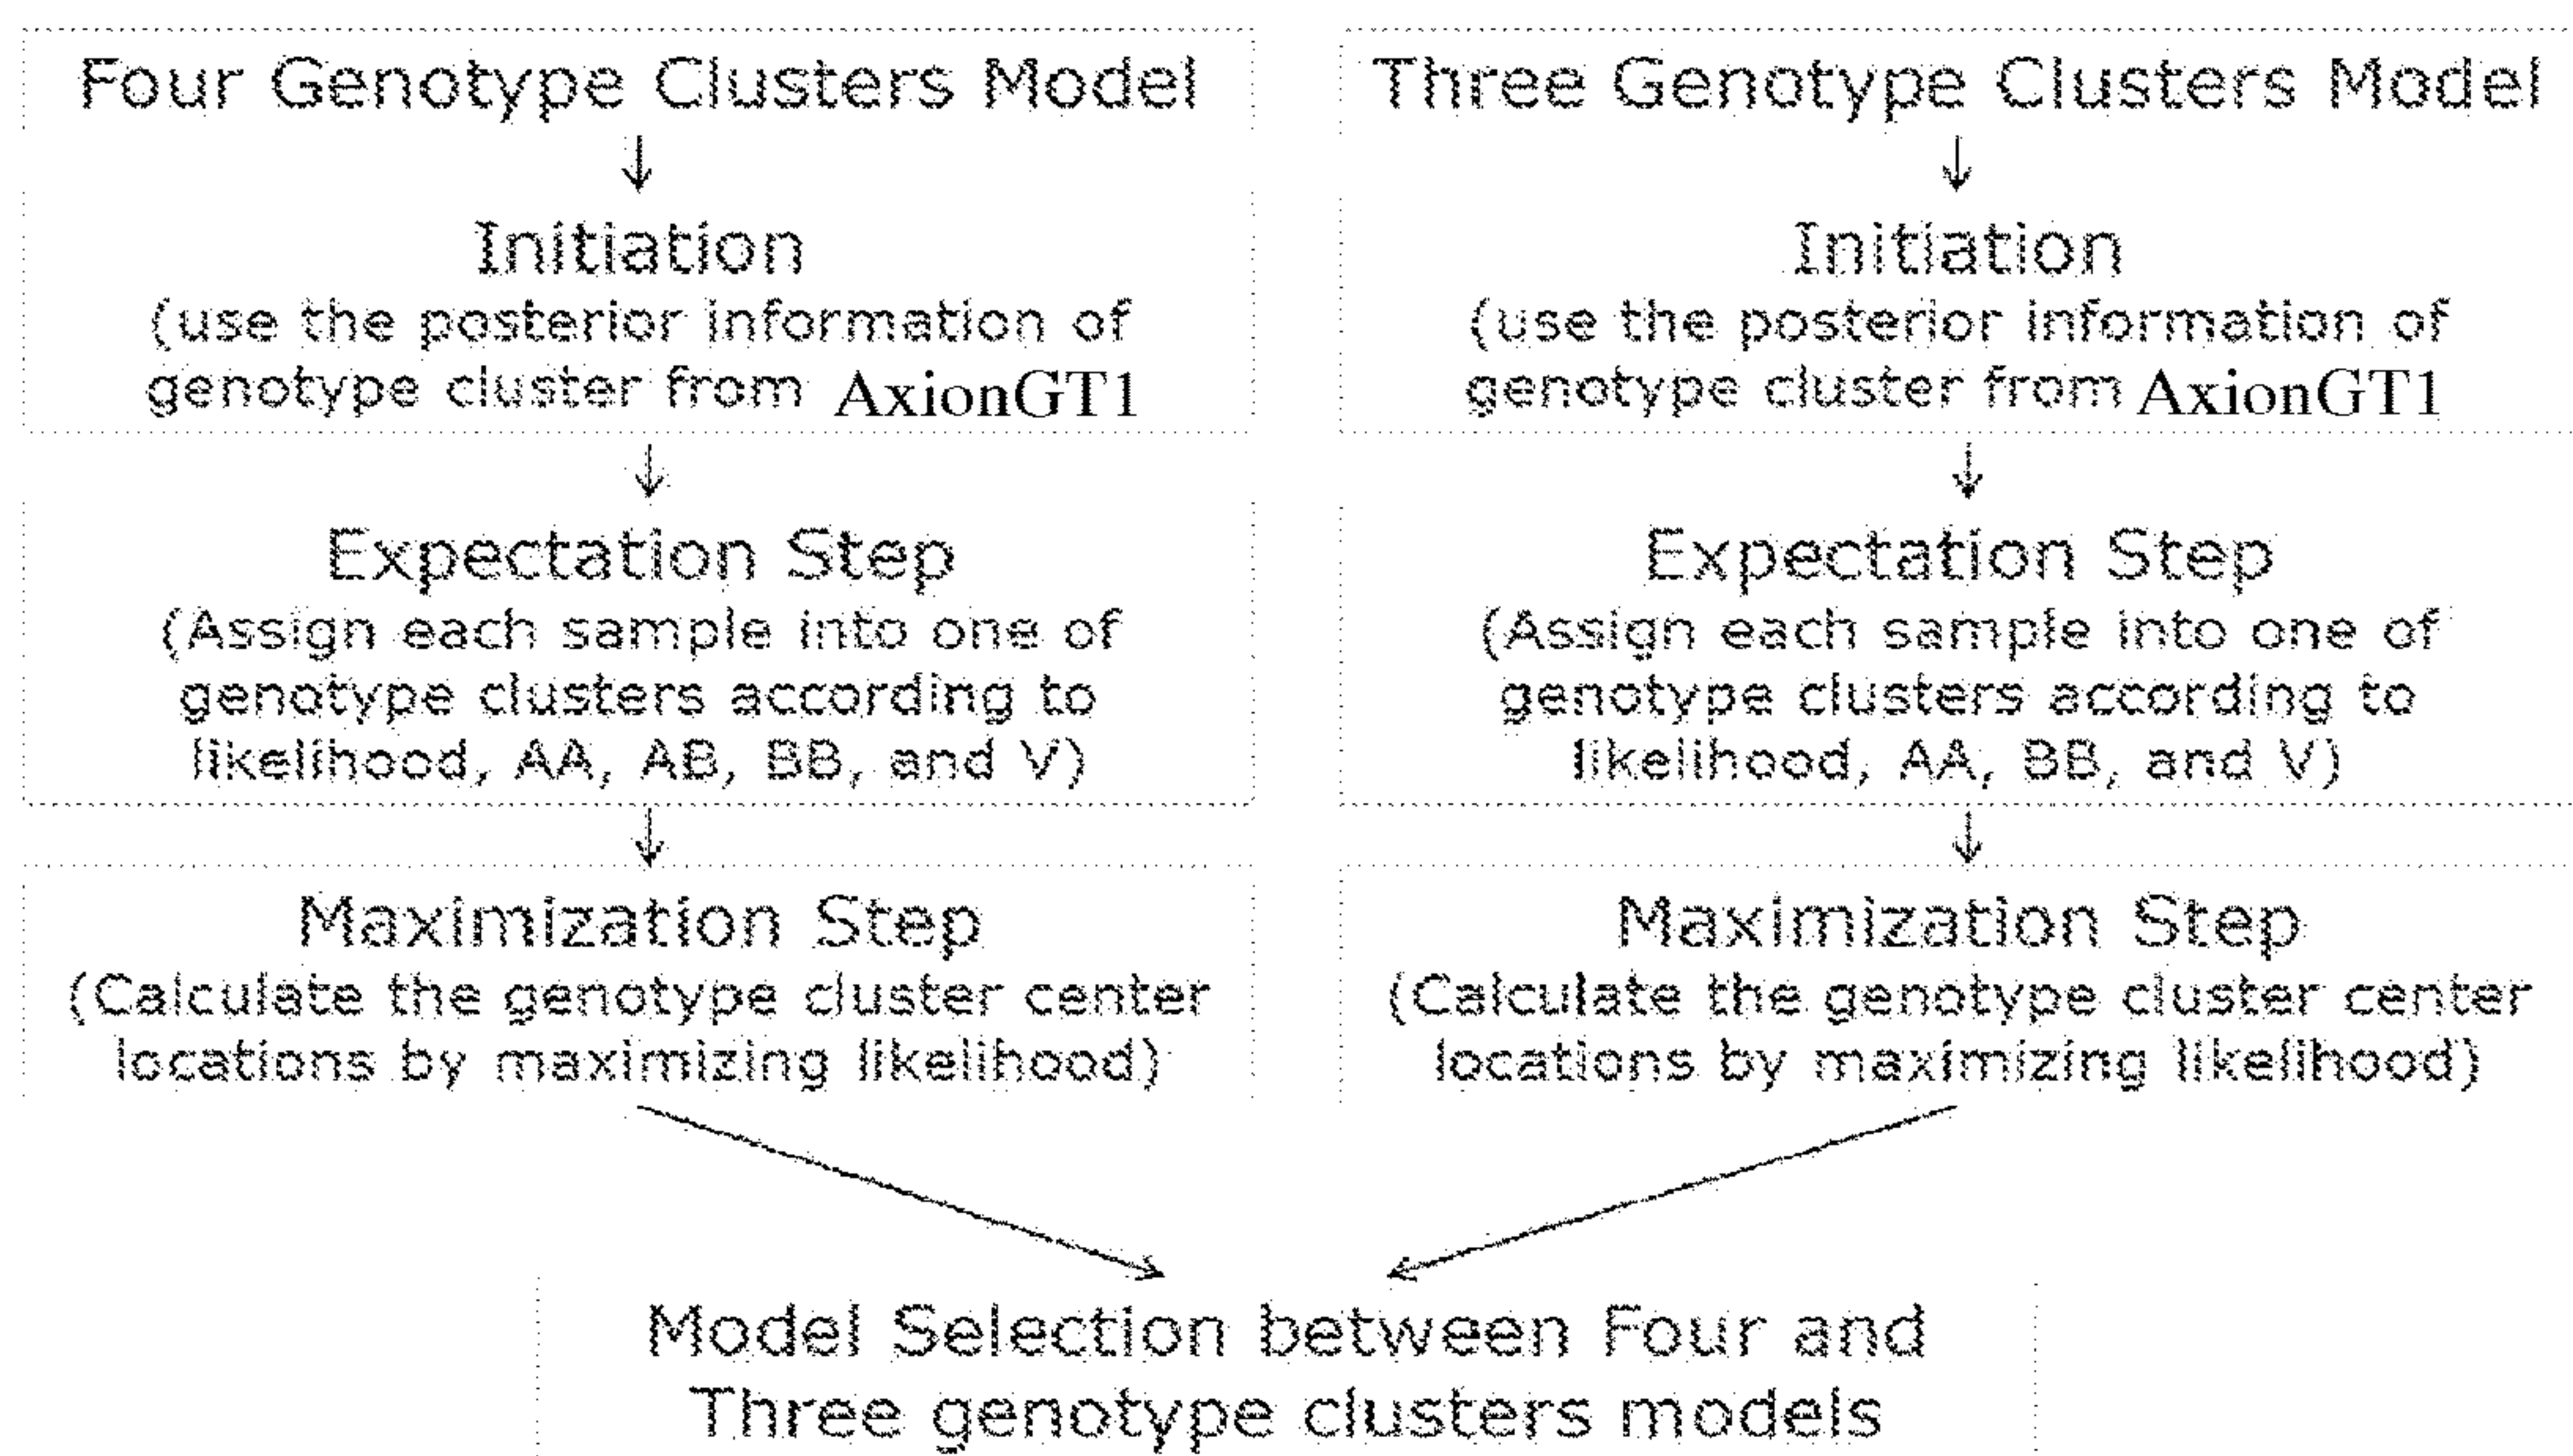 Four Genotype Clusters Model
Initiation
(use the posterior information of
genotype cluster from AxionGT1
Expectation Step
(Assign each sample into one of
genotype clusters according to
likelihood, AA, AB, BB, and V)
Maximization Step
(Calculate the genotype cluster center
locations by maximizing likelihood)
Three Genotype Clusters Model
Initiation
(use the posterior information of
genotype cluster from AxionGT1
Expectation Step
(Assign each sample into one of
genotype clusters according to
likelihood, AA, BB, and V)
Maximization Step
(Calculate the genotype cluster center
locations by maximizing likelihood)
Model Selection between Four and
Three genotype clusters models